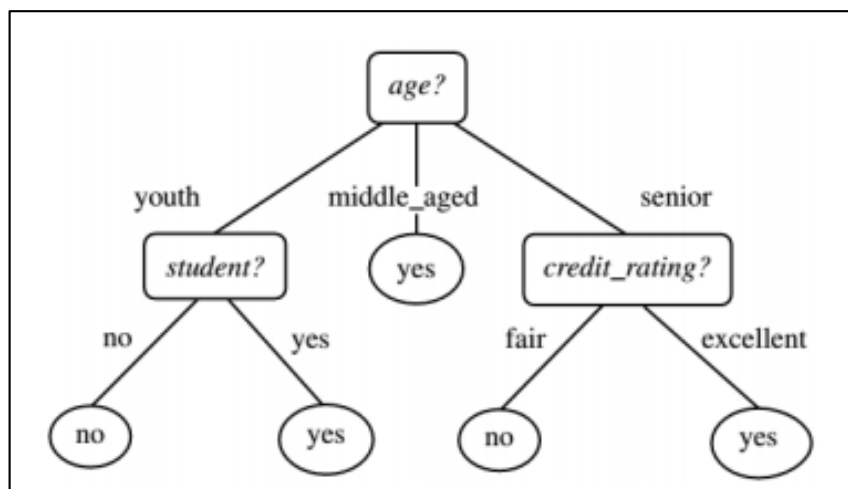 age?
youth
middle_aged
senior
student?
yes
credit_rating?
no
yes
fair
excellent
no
yes
no
yes